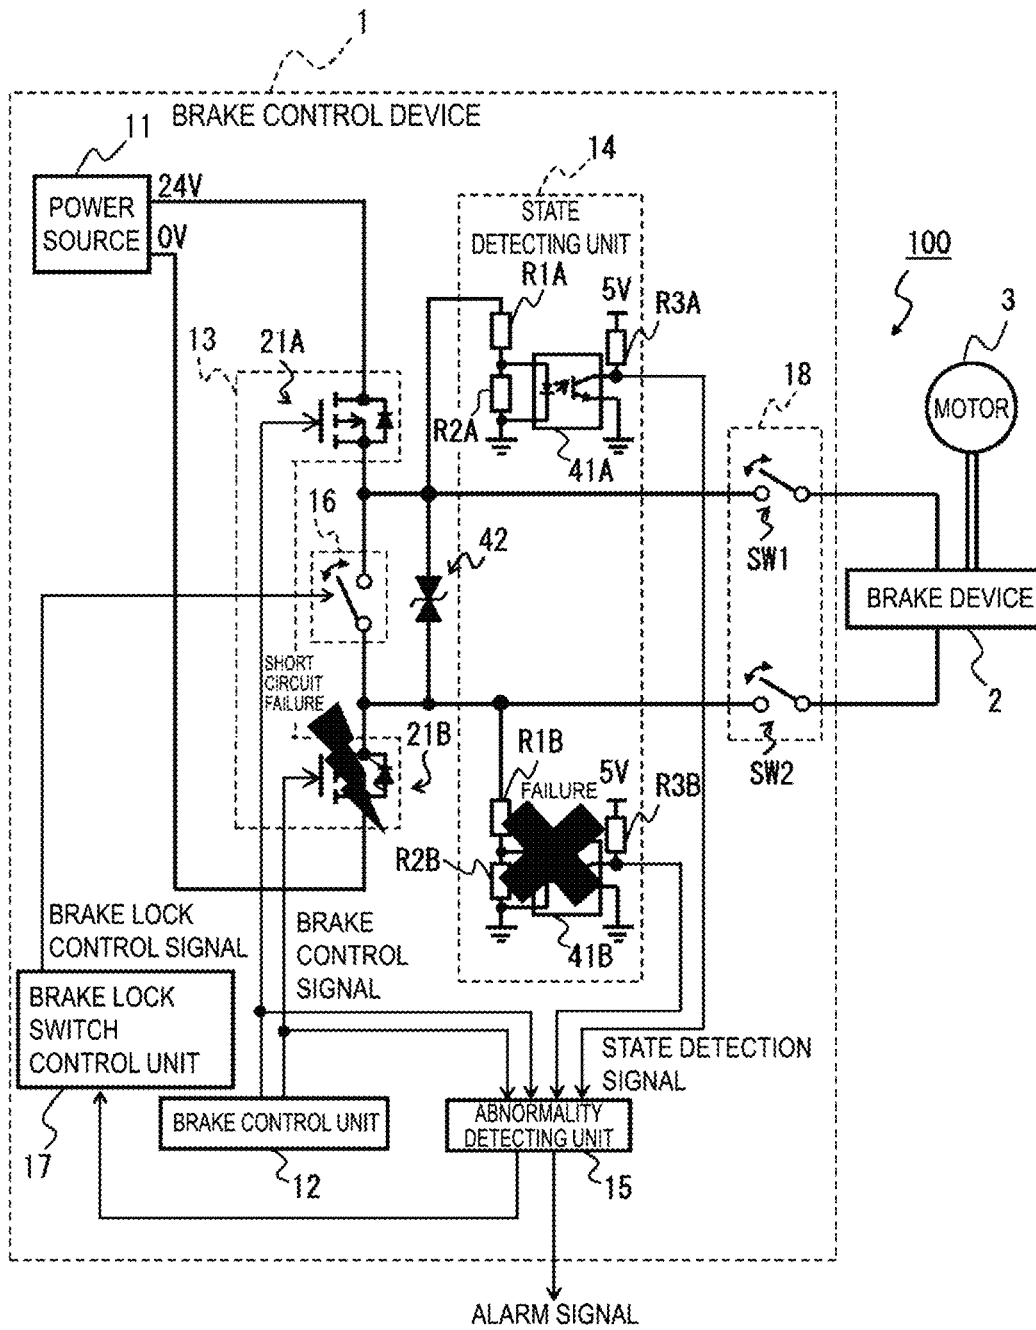 1
BRAKE CONTROL DEVICE
11
24V
POWER
SOURCE
0V
14
STATE
DETECTING UNIT
R1A
5V
R3A
100
3
13
21A
18
MOTOR
R2A
41A
16
42
SW1
BRAKE DEVICE
SHORT
CIRCUIT
FAILURE
2
21B
R1B
5V
SW2
FAILURE
R3B
R2B
BRAKE LOCK
CONTROL SIGNAL
BRAKE
CONTROL
SIGNAL
41B
BRAKE LOCK
SWITCH
CONTROL UNIT
STATE DETECTION
SIGNAL
BRAKE CONTROL UNIT
ABNORMALITY
DETECTING UNIT
17
12
15
ALARM SIGNAL